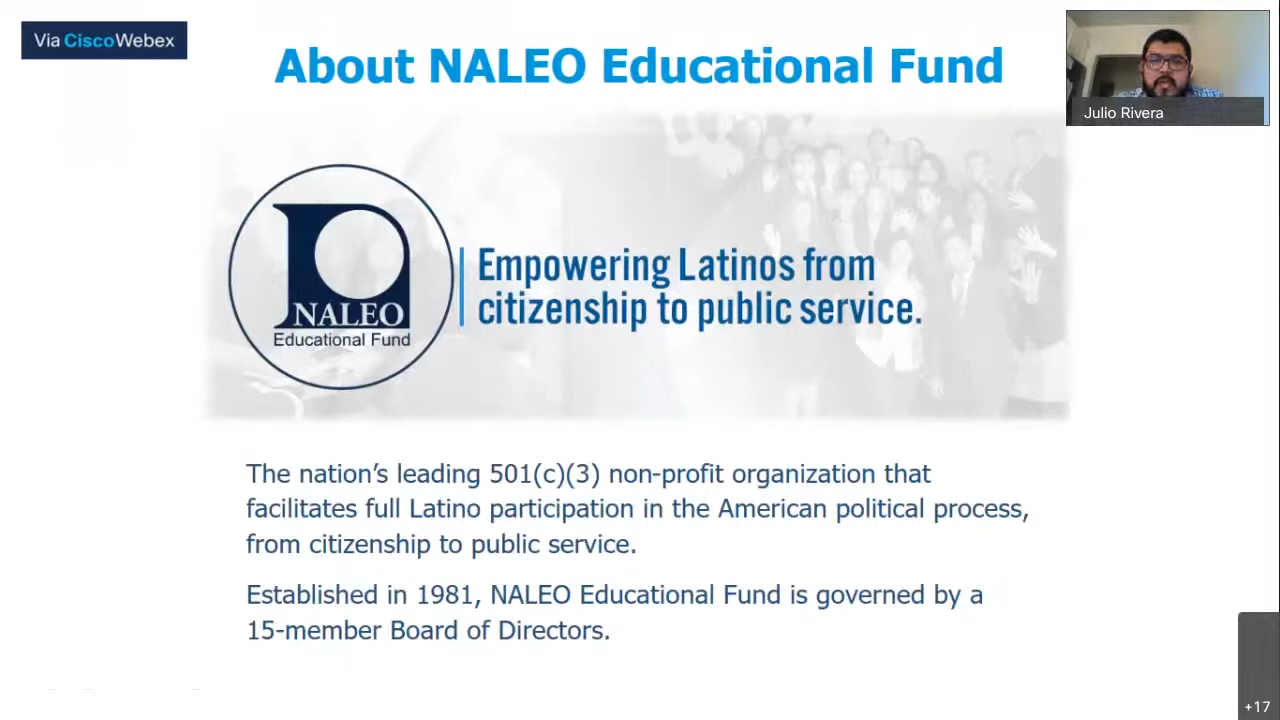 Via CiscoWebex
About NALEO Educational Fund
Julio Rivera
NALEO
Educational Fund
Empowering Latinos from
citizenship to public service.
The nation’s leading 501(c)(3) non-profit organization that
facilitates full Latino participation in the American political process,
from citizenship to public service.
Established in 1981, NALEO Educational Fund is governed by a
15-member Board of Directors.
+17